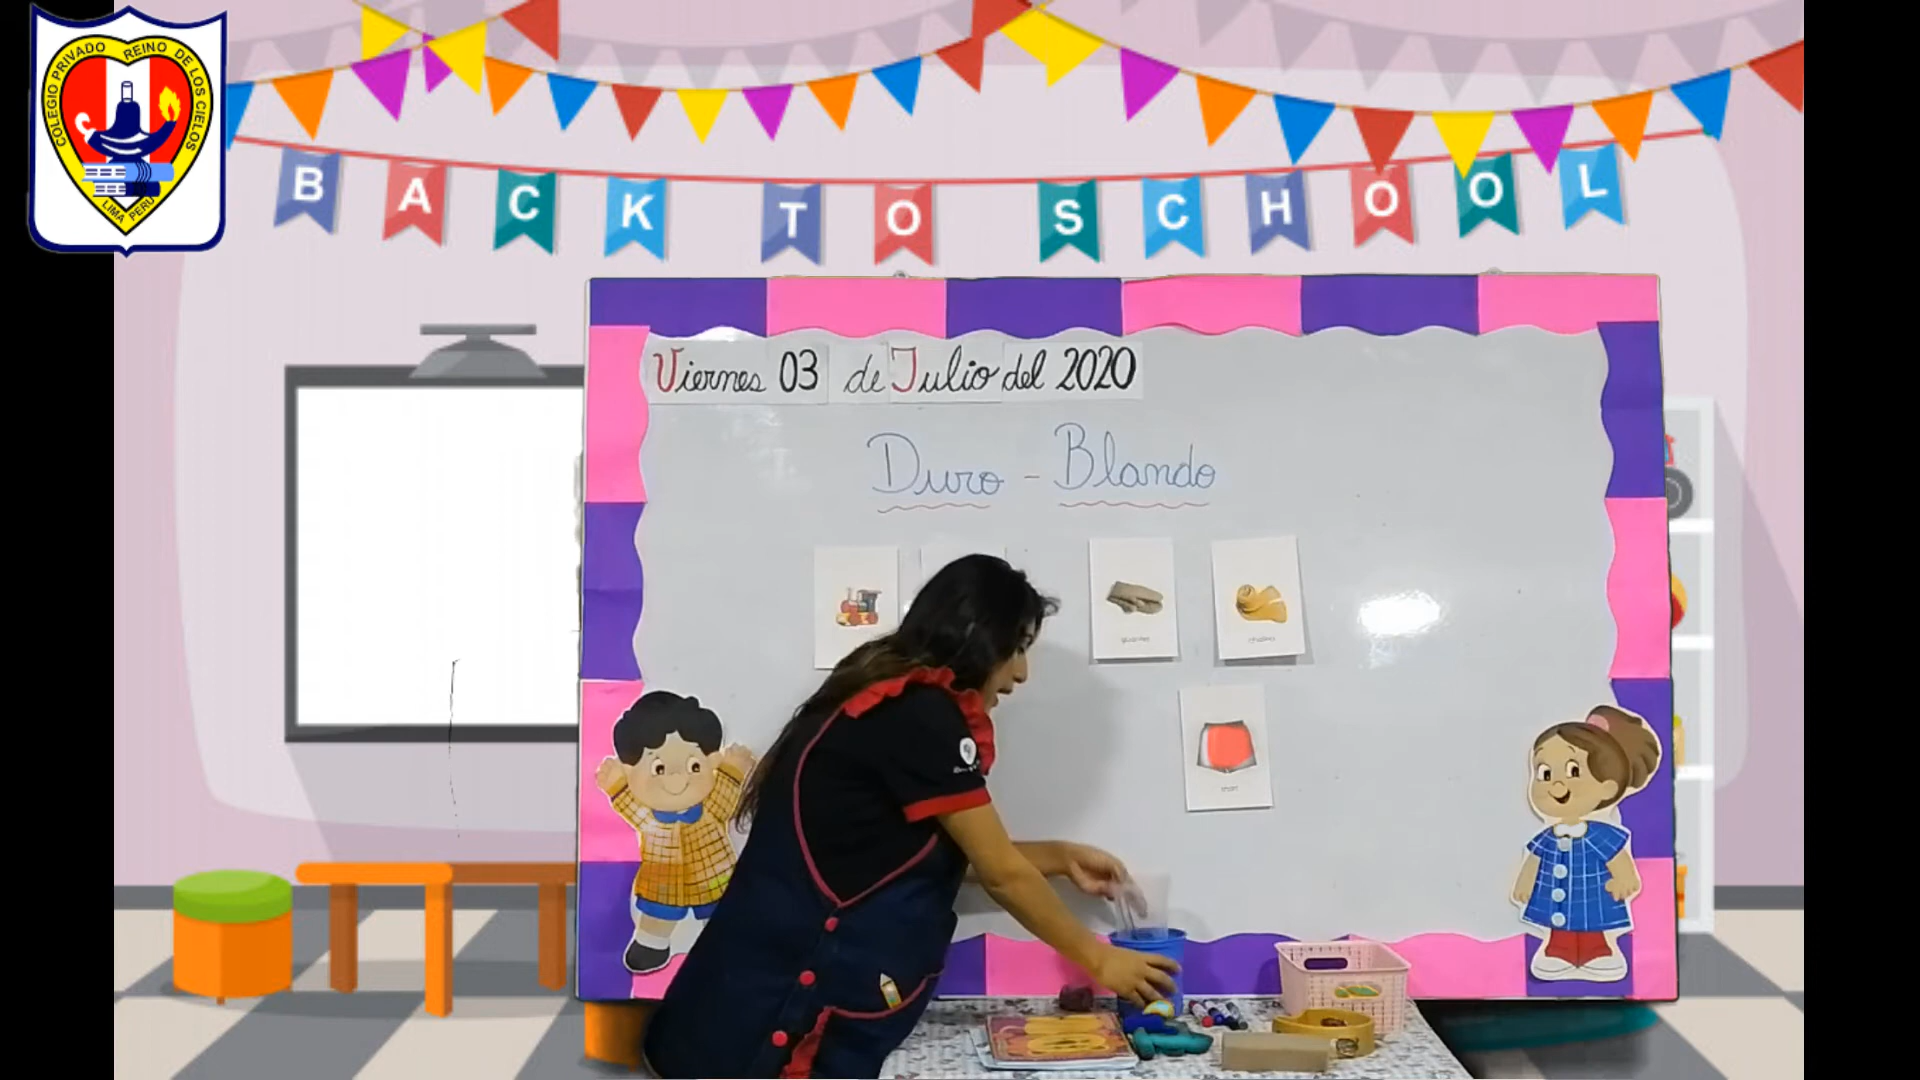 COLEGIO PRIVADO REINO DE LOS CIELOS
LIMA PERU
BACK TO SCHOOL
Viernes 03 de Julio del 2020
Duro - Blando